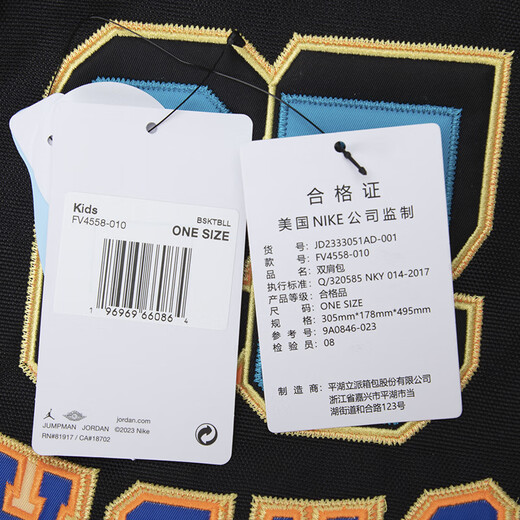 Kids
BSKTBLL
FV4558-010
ONE SIZE
1 96969 66086 4
JUMPMAN JORDAN
jordan.com
©2023 Nike
RN#81917 / CA#18702
合格证
美国NIKE公司监制
货 号： JD2333051AD-001
款 号： FV4558-010
品 名： 双肩包
执行标准： Q/320585 NKY 014-2017
产品等级： 合格品
尺 码： ONE SIZE
规 格： 305mm*178mm*495mm
参 考 号： 9A0846-023
检 验 员： 08
制 造 商： 平湖立派箱包股份有限公司
浙江省嘉兴市平湖市当
湖街道和合路123号